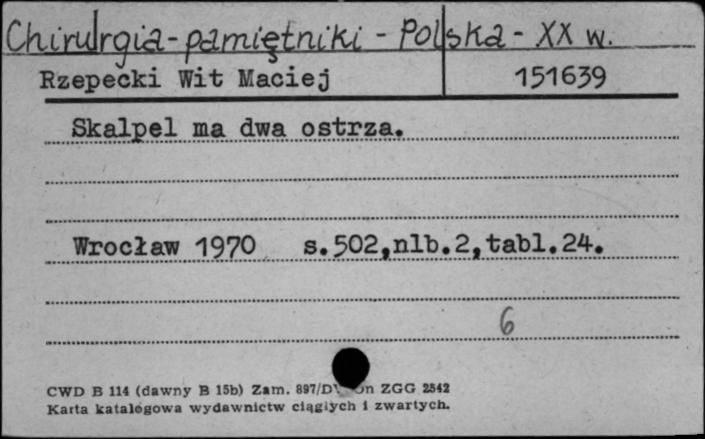 Chirurgia - pamiętniki - Polska - XX w.
Rzepecki Wit Maciej 151639
Skalpel ma dwa ostrza.
Wrocław 1970 s.502,nlb.2,tabl.24.
6
CWD B 114 (dawny B 15b) Zam. 897/D ZGG 2542
Karta katalogowa wydawnictw ciągłych i zwartych.